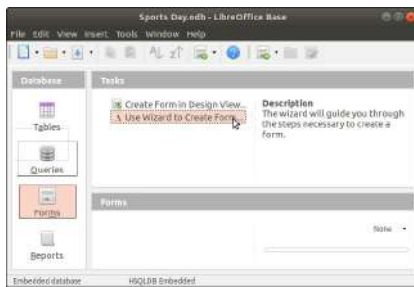 Sports Day.odb - LibreOffice Base
File Edit View Insert Tools Window Help
Database
Tables
Queries
Forms
Reports
Tasks
Create Form in Design View...
Use Wizard to Create Form...
Description
The wizard will guide you through
the steps necessary to create a
form.
Forms
None
Embedded database HSQLDB Embedded